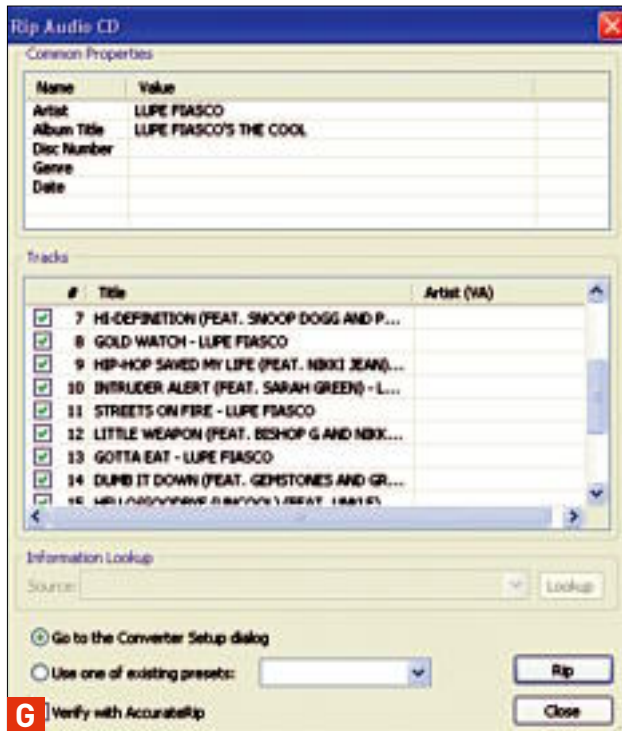 Rip Audio CD
Common Properties
Name Value
Artist LUPE FIASCO
Album Title LUPE FIASCO'S THE COOL
Disc Number
Genre
Date
Tracks
# Title Artist (VA)
7 HI-DEFINITION (FEAT. SNOOP DOGG AND P...
8 GOLD WATCH - LUPE FIASCO
9 HIP-HOP SAVED MY LIFE (FEAT. NIKKI JEAN)...
10 INTRUDER ALERT (FEAT. SARAH GREEN) - L...
11 STREETS ON FIRE - LUPE FIASCO
12 LITTLE WEAPON (FEAT. BISHOP G AND NIKK...
13 GOTTA EAT - LUPE FIASCO
14 DUMB IT DOWN (FEAT. GEMSTONES AND GR...
15 HELLO/GOODBYE (UNCOOL) (FEAT.
Information Lookup
Source: Lookup
Go to the Converter Setup dialog
Use one of existing presets: Rip
G Verify with AccurateRip Close